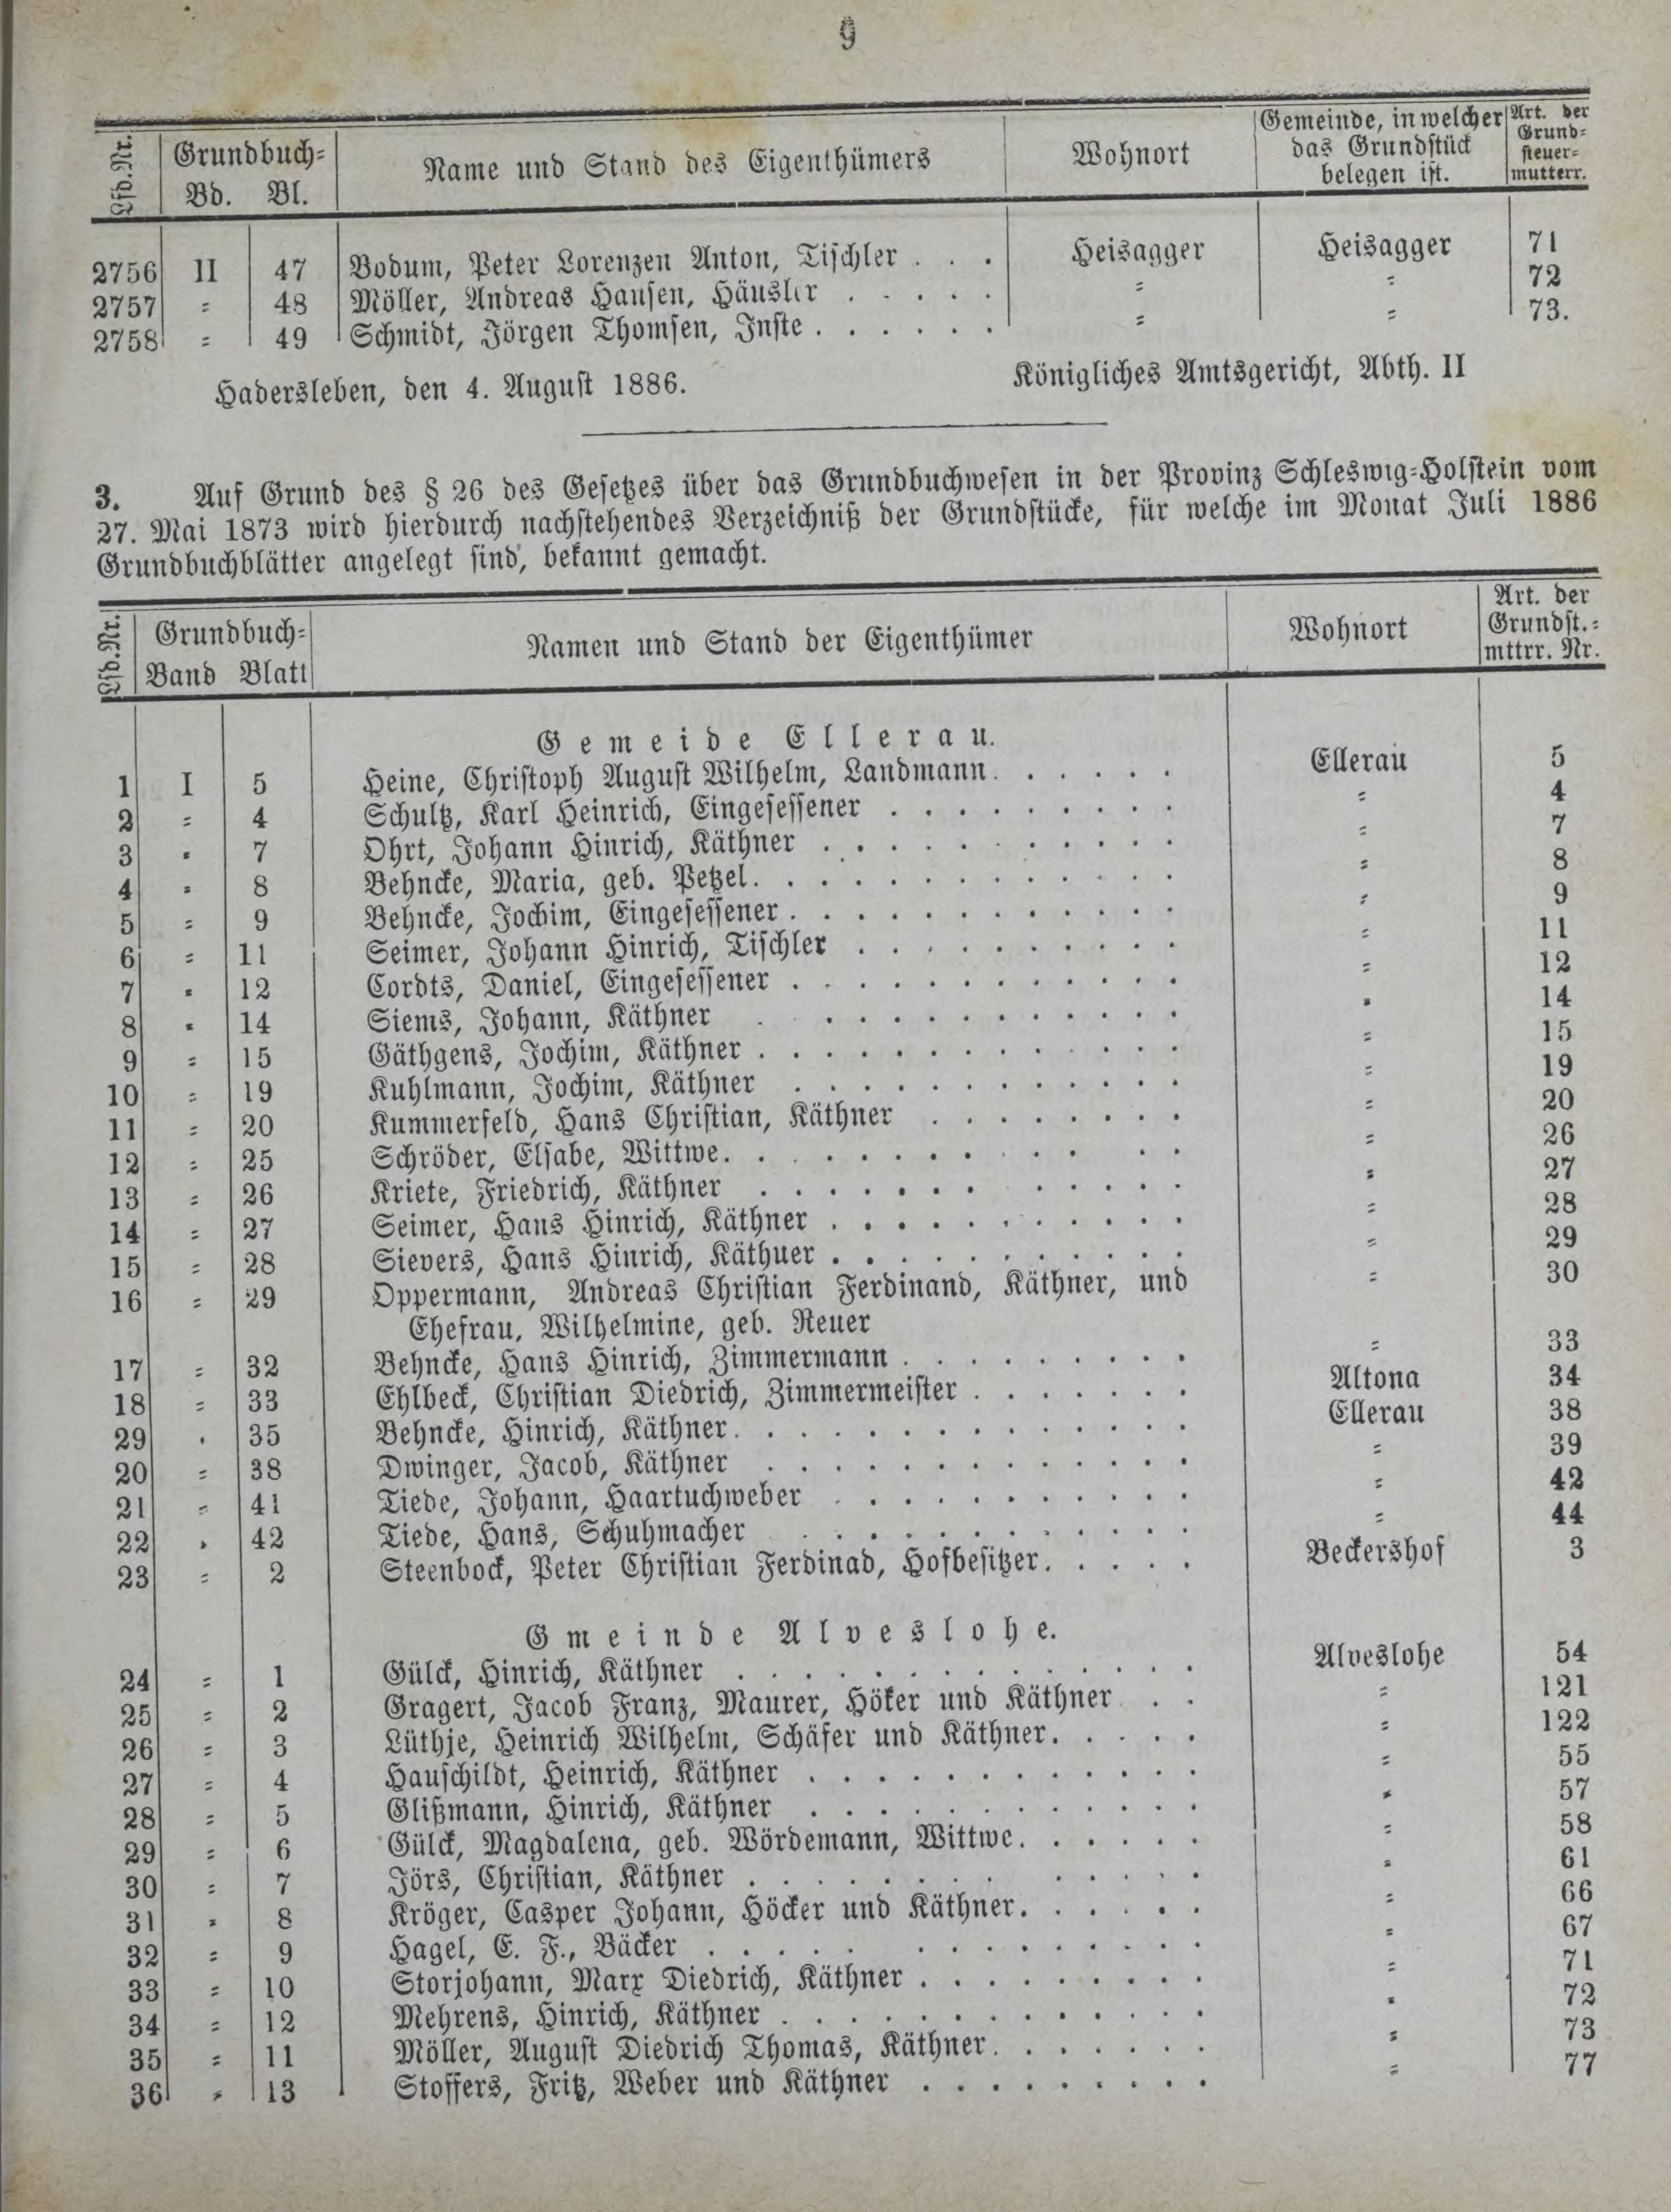 9
Lfd. Nr. Grundbuch= Bd. Bl. Name und Stand des Eigenthümers Wohnort Gemeinde, in welcher das Grundstück belegen ist. Art. der Grund=steuer=mutterr.
2756 II 47 Bodum, Peter Lorenzen Anton, Tischler . . . Heisagger Heisagger 71
2757 = 48 Möller, Andreas Hansen, Häusler . . . . . = = 72
2758 = 49 Schmidt, Jörgen Thomsen, Inste . . . . . . = = 73.
Hadersleben, den 4. August 1886. Königliches Amtsgericht, Abth. II
3. Auf Grund des § 26 des Gesetzes über das Grundbuchwesen in der Provinz Schleswig=Holstein vom
27. Mai 1873 wird hierdurch nachstehendes Verzeichniß der Grundstücke, für welche im Monat Juli 1886
Grundbuchblätter angelegt sind, bekannt gemacht.
Lfd. Nr. Grundbuch= Band Blatt Namen und Stand der Eigenthümer Wohnort Art. der Grundst.=mttrr. Nr.
Gemeide Ellerau.
1 I 5 Heine, Christoph August Wilhelm, Landmann. . . . . . Ellerau 5
2 = 4 Schultz, Karl Heinrich, Eingesessener . . . . . . . . . = 4
3 = 7 Ohrt, Johann Hinrich, Käthner . . . . . . . . . . . = 7
4 = 8 Behncke, Maria, geb. Petzel. . . . . . . . . . . . . = 8
5 = 9 Behncke, Jochim, Eingesessener . . . . . . . . . . . . = 9
6 = 11 Seimer, Johann Hinrich, Tischler . . . . . . . . . . = 11
7 = 12 Cordts, Daniel, Eingesessener . . . . . . . . . . . . = 12
8 = 14 Siems, Johann, Käthner . . . . . . . . . . . . = 14
9 = 15 Gäthgens, Jochim, Käthner . . . . . . . . . . . . . = 15
10 = 19 Kuhlmann, Jochim, Käthner . . . . . . . . . . . . = 19
11 = 20 Kummerfeld, Hans Christian, Käthner . . . . . . . . = 20
12 = 25 Schröder, Elsabe, Wittwe. . . . . . . . . . . . . = 26
13 = 26 Kriete, Friedrich, Käthner . . . . . . . . . . . . = 27
14 = 27 Seimer, Hans Hinrich, Käthner . . . . . . . . . . . = 28
15 = 28 Sievers, Hans Hinrich, Käthuer . . . . . . . . . . . = 29
16 = 29 Oppermann, Andreas Christian Ferdinand, Käthner, und = 30
Ehefrau, Wilhelmine, geb. Reuer
17 = 32 Behncke, Hans Hinrich, Zimmermann . . . . . . . . . = 33
18 = 33 Ehlbeck, Christian Diedrich, Zimmermeister . . . . . . . Altona 34
29 = 35 Behncke, Hinrich, Käthner. . . . . . . . . . . . . . Ellerau 38
20 = 38 Dwinger, Jacob, Käthner . . . . . . . . . . . . . = 39
21 = 41 Tiede, Johann, Haartuchweber . . . . . . . . . . . = 42
22 = 42 Tiede, Hans, Schuhmacher . . . . . . . . . . . . = 44
23 = 2 Steenbock, Peter Christian Ferdinad, Hofbesitzer. . . . . Beckershof 3
Gmeinde Alveslohe.
24 = 1 Gülck, Hinrich, Käthner . . . . . . . . . . . . . . Alveslohe 54
25 = 2 Gragert, Jacob Franz, Maurer, Höker und Käthner . . . = 121
26 = 3 Lüthje, Heinrich Wilhelm, Schäfer und Käthner. . . . . = 122
27 = 4 Hauschildt, Heinrich, Käthner . . . . . . . . . . . . = 55
28 = 5 Glißmann, Hinrich, Käthner . . . . . . . . . . . . = 57
29 = 6 Gülck, Magdalena, geb. Wördemann, Wittwe. . . . . . = 58
30 = 7 Jörs, Christian, Käthner . . . . . . . . . . . . . = 61
31 = 8 Kröger, Casper Johann, Höcker und Käthner. . . . . . = 66
32 = 9 Hagel, E. F., Bäcker . . . . . . . . . . . . . . = 67
33 = 10 Storjohann, Marx Diedrich, Käthner . . . . . . . . . = 71
34 = 12 Mehrens, Hinrich, Käthner . . . . . . . . . . . . . = 72
35 = 11 Möller, August Diedrich Thomas, Käthner. . . . . . . = 73
36 = 13 Stoffers, Fritz, Weber und Käthner . . . . . . . . . = 77